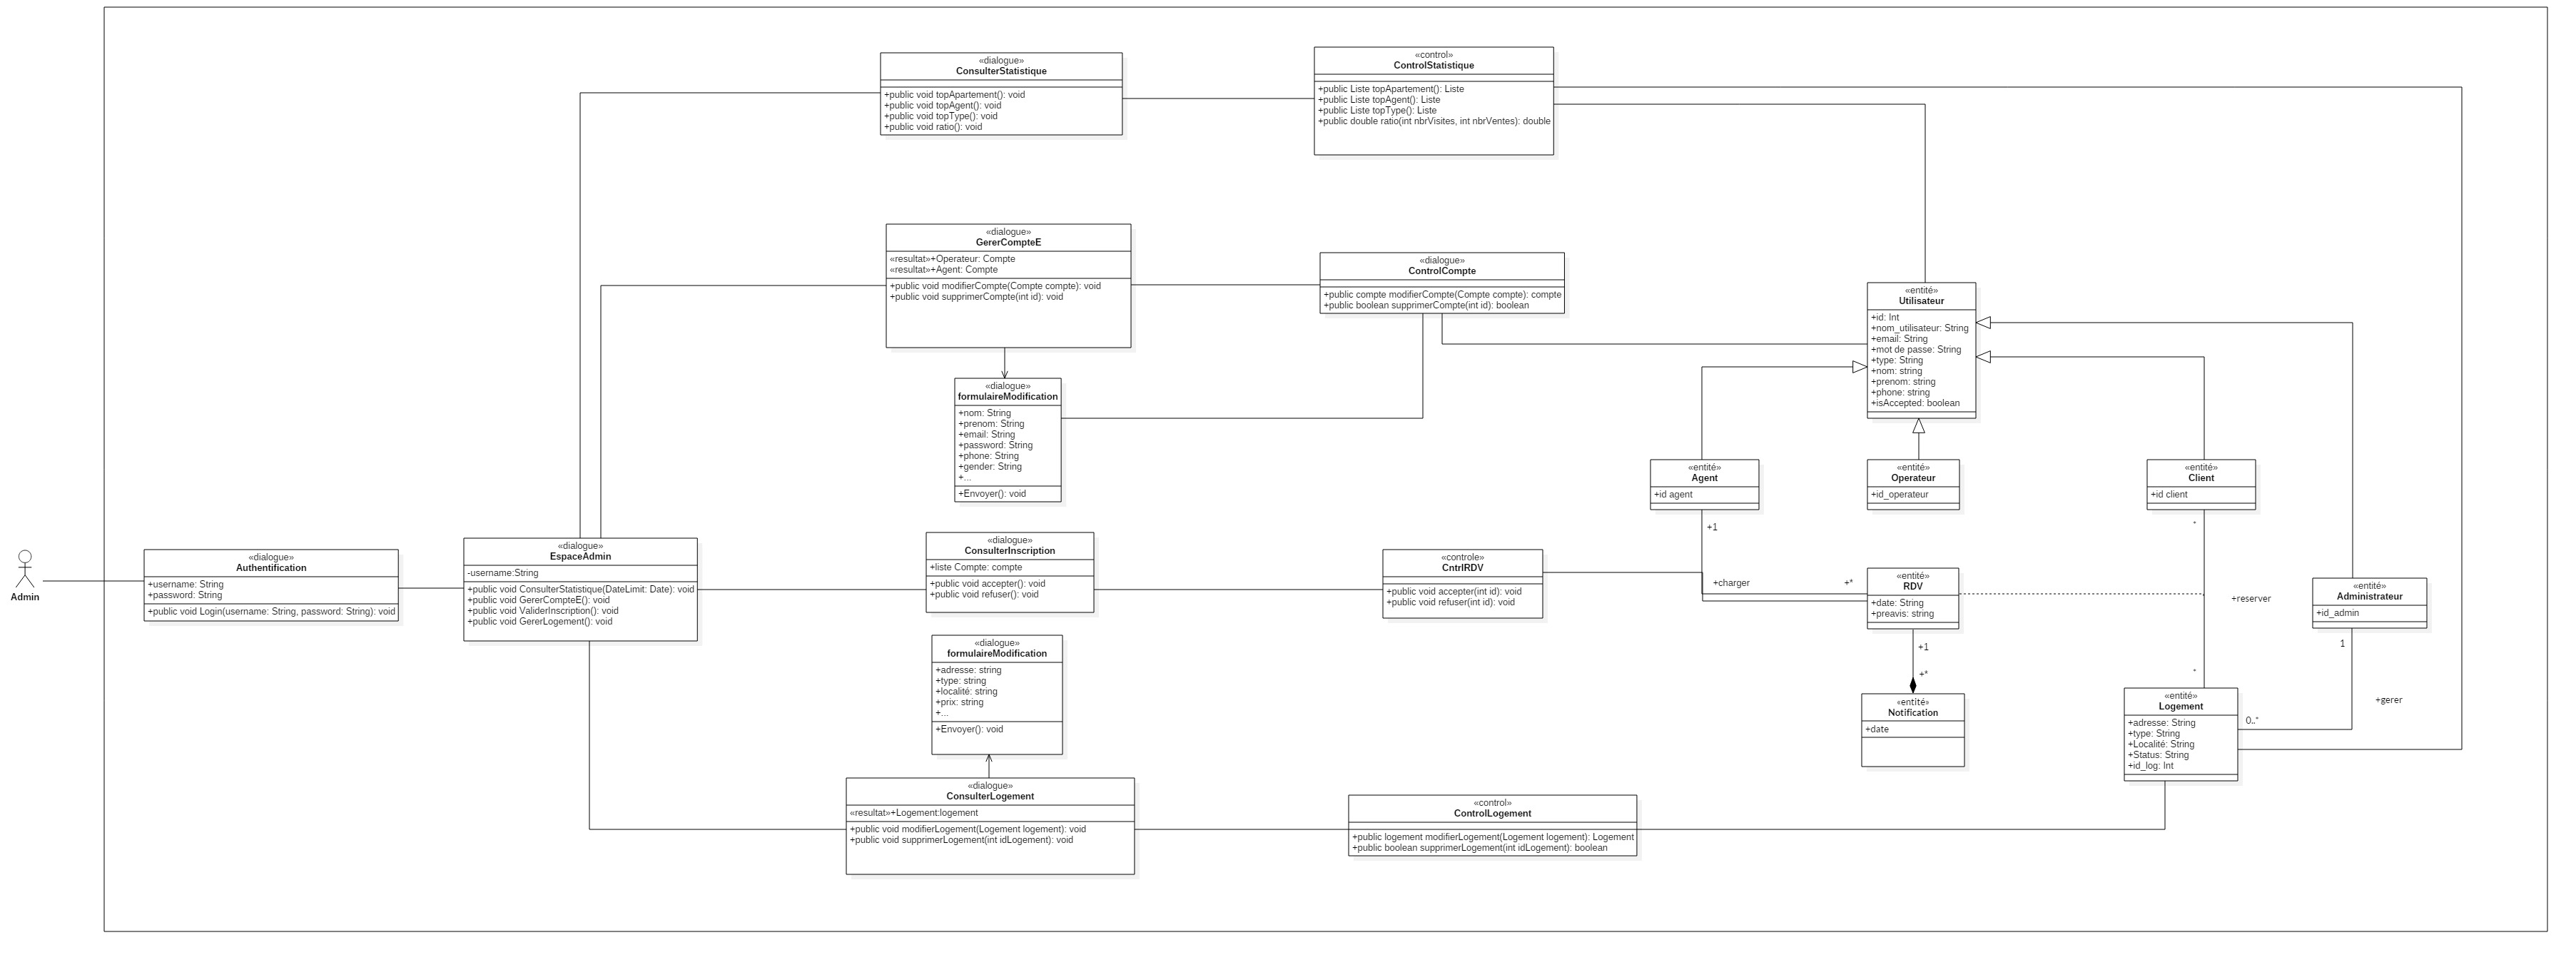 «dialogue»
ConsulterStatistique
+public void topApartement(): void
+public void topAgent(): void
+public void topType(): void
+public void ratio(): void
«control»
ControlStatistique
+public Liste topApartement(): Liste
+public Liste topAgent(): Liste
+public Liste topType(): Liste
+public double ratio(int nbrVisites, int nbrVentes): double
«dialogue»
GererCompteE
«resultat»+Operateur: Compte
«resultat»+Agent: Compte
+public void modifierCompte(Compte compte): void
+public void supprimerCompte(int id): void
«dialogue»
ControlCompte
+public compte modifierCompte(Compte compte): compte
+public boolean supprimerCompte(int id): boolean
«entité»
Utilisateur
+id: Int
+nom_utilisateur: String
+email: String
+mot de passe: String
+type: String
+nom: string
+prenom: string
+phone: string
+isAccepted: boolean
«dialogue»
formulaireModification
+nom: String
+prenom: String
+email: String
+password: String
+phone: String
+gender: String
+...
+Envoyer(): void
«entité»
Agent
+id agent
«entité»
Operateur
+id_operateur
«entité»
Client
+id client
Admin
«dialogue»
Authentification
+username: String
+password: String
+public void Login(username: String, password: String): void
«dialogue»
EspaceAdmin
-username:String
+public void ConsulterStatistique(DateLimit: Date): void
+public void GererCompteE(): void
+public void ValiderInscription(): void
+public void GererLogement(): void
«dialogue»
ConsulterInscription
+liste Compte: compte
+public void accepter(): void
+public void refuser(): void
«controle»
CntrlRDV
+public void accepter(int id): void
+public void refuser(int id): void
+1
+charger
+*
«entité»
RDV
+date: String
+preavis: string
*
+reserver
*
«entité»
Administrateur
+id_admin
1
+gerer
0..*
+1
+*
«entité»
Notification
+date
«entité»
Logement
+adresse: String
+type: String
+Localité: String
+Status: String
+id_log: Int
«dialogue»
formulaireModification
+adresse: string
+type: string
+localité: string
+prix: string
+...
+Envoyer(): void
«dialogue»
ConsulterLogement
«resultat»+Logement:logement
+public void modifierLogement(Logement logement): void
+public void supprimerLogement(int idLogement): void
«control»
ControlLogement
+public logement modifierLogement(Logement logement): Logement
+public boolean supprimerLogement(int idLogement): boolean